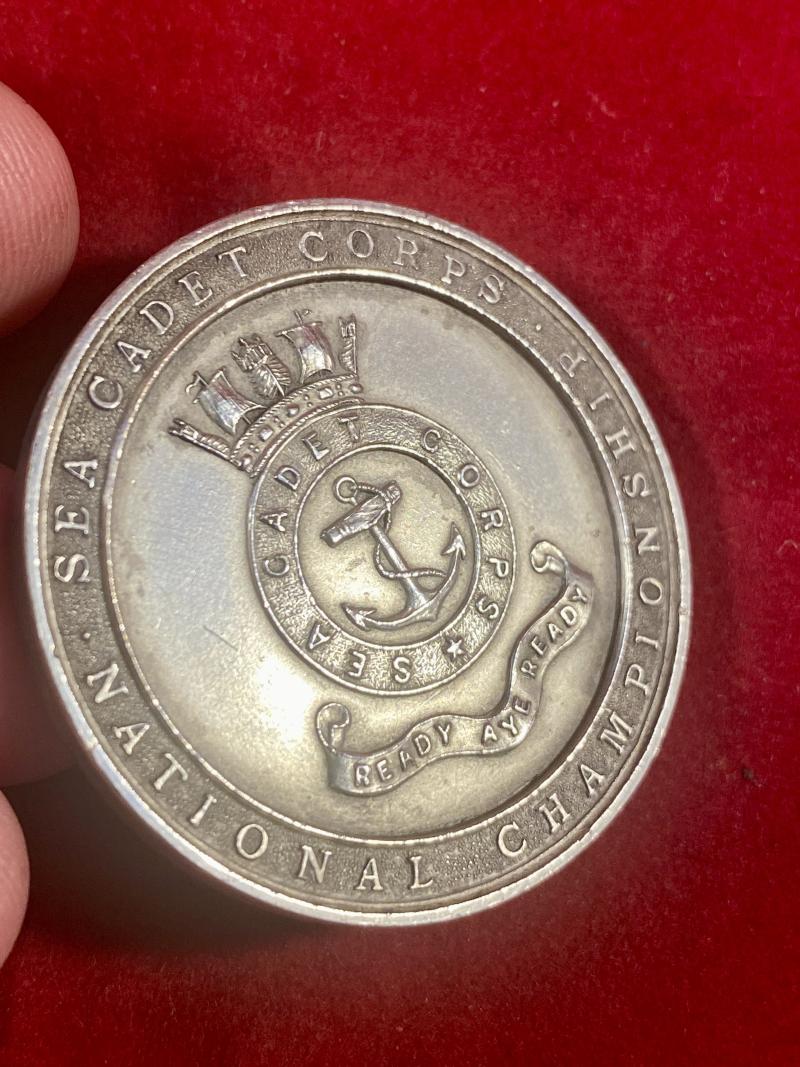 SEA CADET CORPS · NATIONAL CHAMPIONSHIP ·
SEA CADET CORPS
READY AYE READY